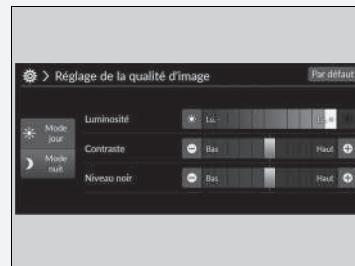 > Réglage de la qualité d'image
Par défaut
Mode
jour
Mode
nuit
Luminosité
Contraste
Bas
Haut
Niveau noir
Bas
Haut